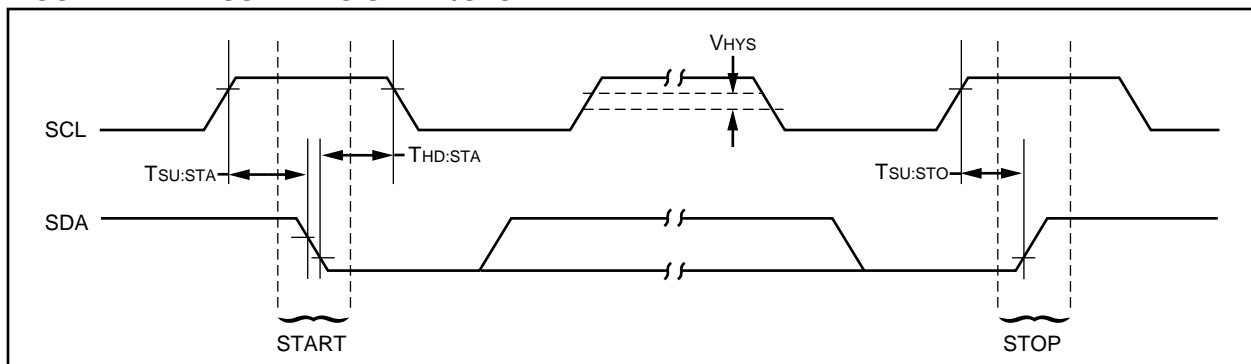 VHYS
SCL
THD:STA
TSU:STA
TSU:STO
SDA
START
STOP